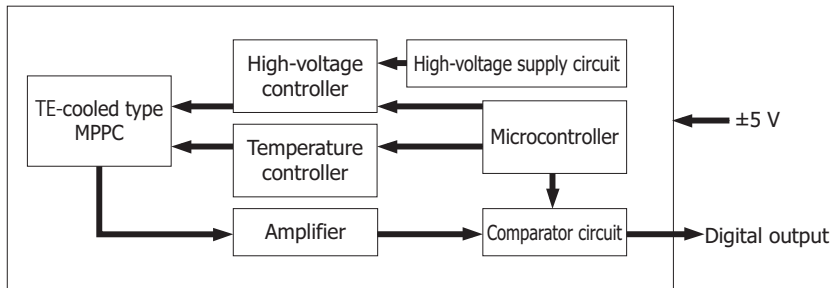 High-voltage
controller
High-voltage supply circuit
TE-cooled type
MPPC
Microcontroller
±5 V
Temperature
controller
Amplifier
Comparator circuit
Digital output